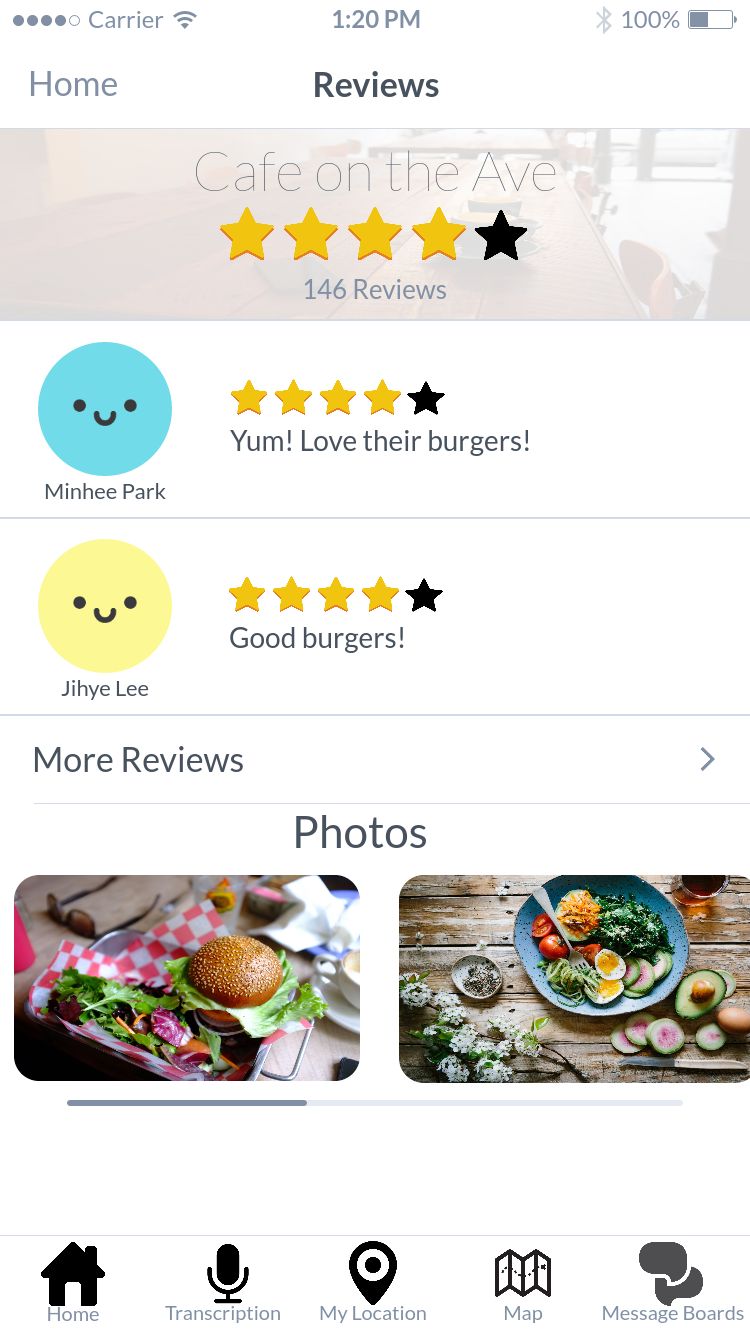 Carrier 1:20 PM 100%
Home Reviews
Cafe on the Ave
146 Reviews
Yum! Love their burgers!
Minhee Park
Good burgers!
Jihye Lee
More Reviews
Photos
Home Transcription My Location Map Message Boards